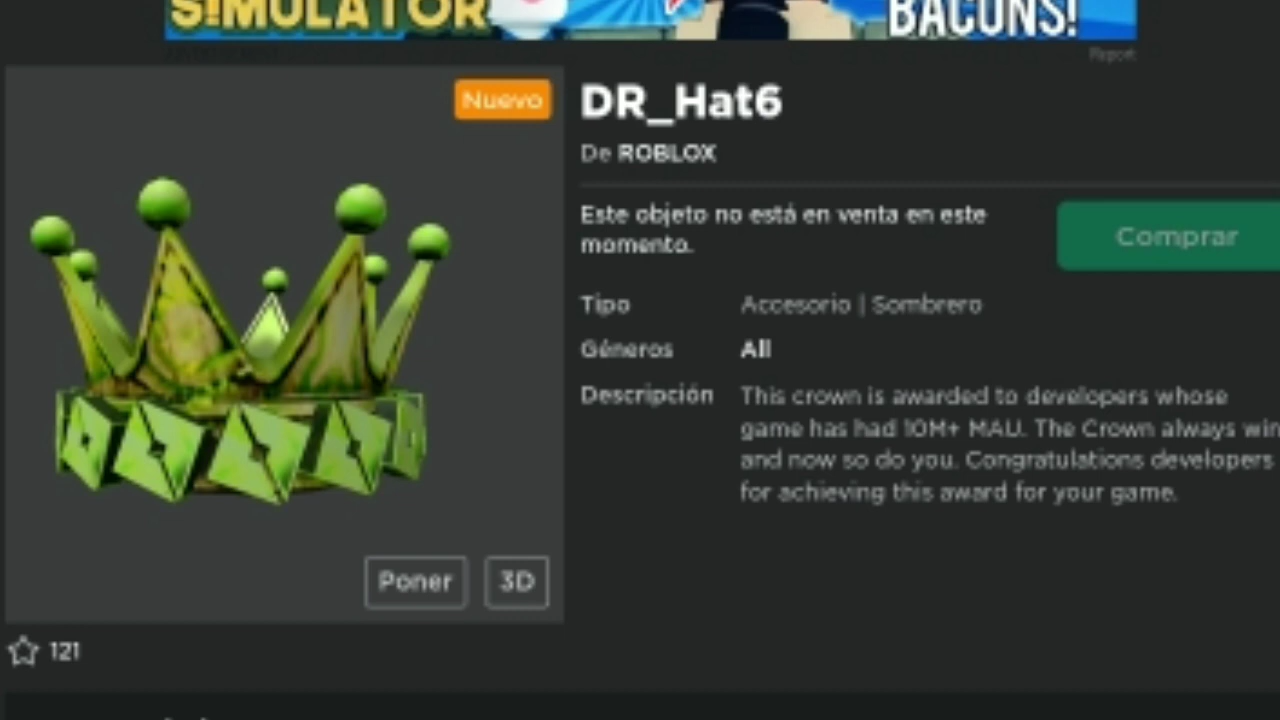 S!MULATOR
BACONS!
Report
Nuevo
DR_Hat6
De ROBLOX
Este objeto no está en venta en este
momento.
Comprar
Tipo Accesorio | Sombrero
Géneros All
Descripción This crown is awarded to developers whose
game has had 10M+ MAU. The Crown always win
and now so do you. Congratulations developers
for achieving this award for your game.
Poner 3D
121